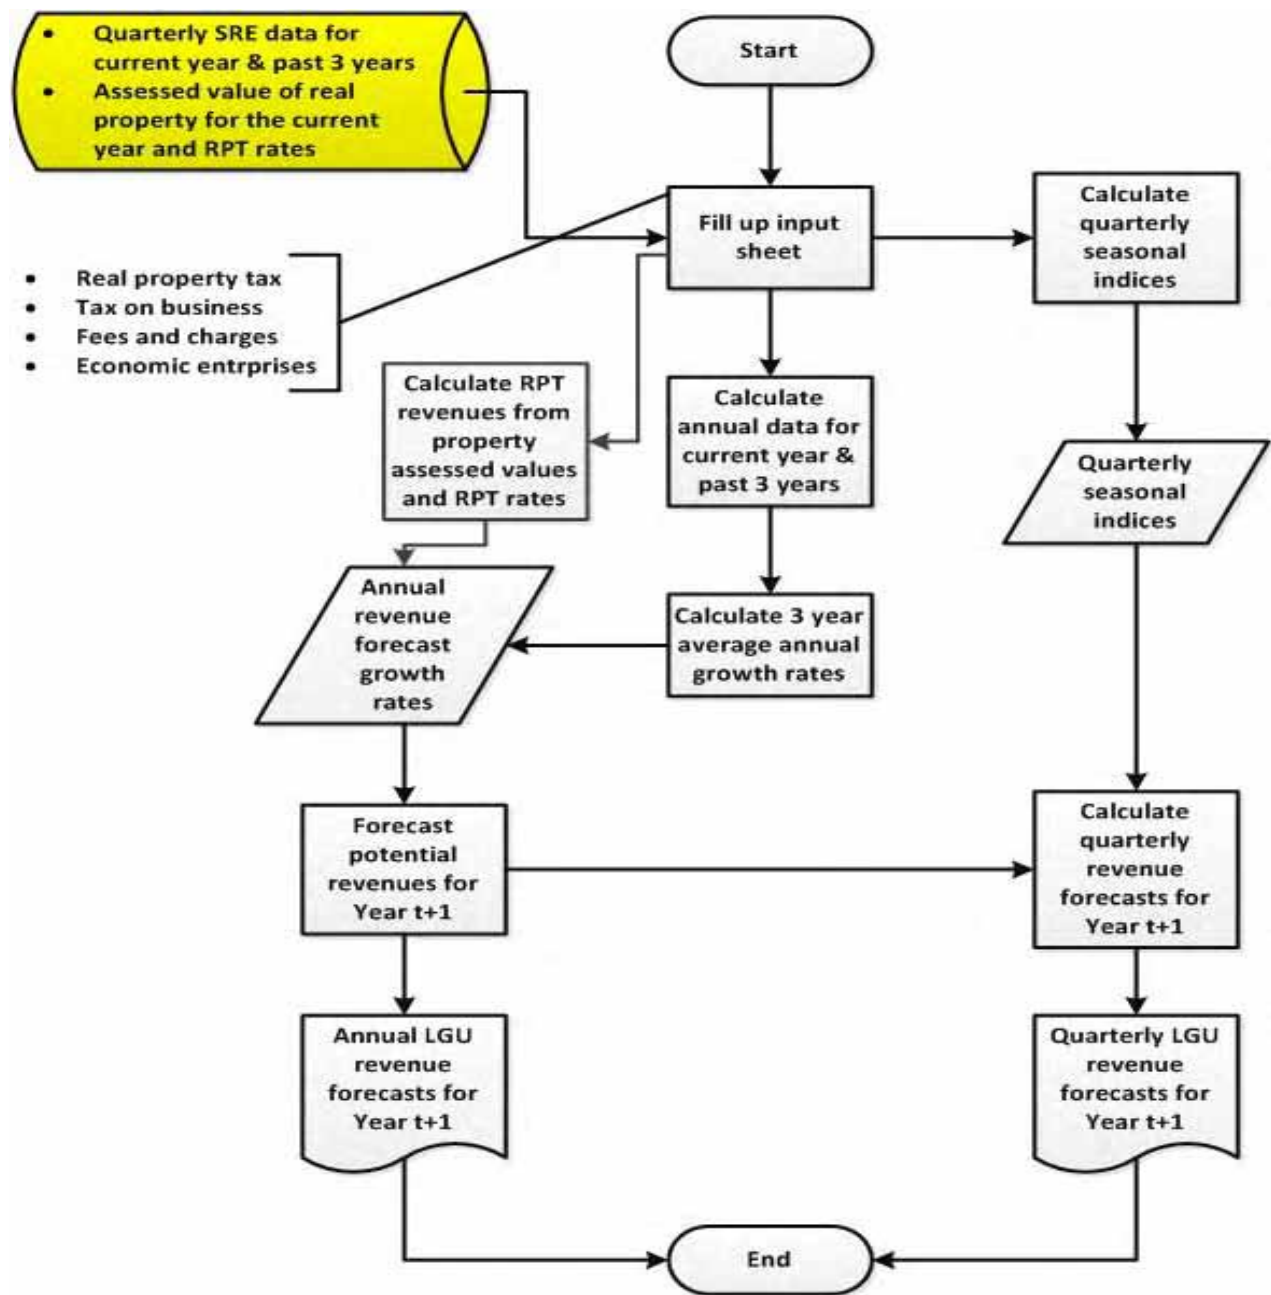 • Quarterly SRE data for
current year & past 3 years
• Assessed value of real
property for the current
year and RPT rates
Start
Fill up input
sheet
Calculate
quarterly
seasonal
indices
• Real property tax
• Tax on business
• Fees and charges
• Economic entrprises
Calculate RPT
revenues from
property
assessed values
and RPT rates
Calculate
annual data for
current year &
past 3 years
Quarterly
seasonal
indices
Annual
revenue
forecast
growth
rates
Calculate 3 year
average annual
growth rates
Forecast
potential
revenues for
Year t+1
Calculate
quarterly
revenue
forecasts for
Year t+1
Annual LGU
revenue
forecasts for
Year t+1
Quarterly LGU
revenue
forecasts for
Year t+1
End